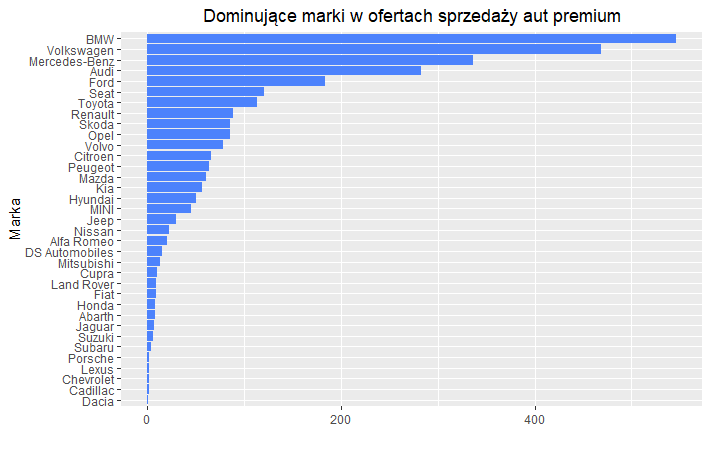 Dominujące marki w ofertach sprzedaży aut premium
Marka
BMW
Volkswagen
Mercedes-Benz
Audi
Ford
Seat
Toyota
Renault
Skoda
Opel
Volvo
Citroen
Peugeot
Mazda
Kia
Hyundai
MINI
Jeep
Nissan
Alfa Romeo
DS Automobiles
Mitsubishi
Cupra
Land Rover
Fiat
Honda
Abarth
Jaguar
Suzuki
Subaru
Porsche
Lexus
Chevrolet
Cadillac
Dacia
0 200 400